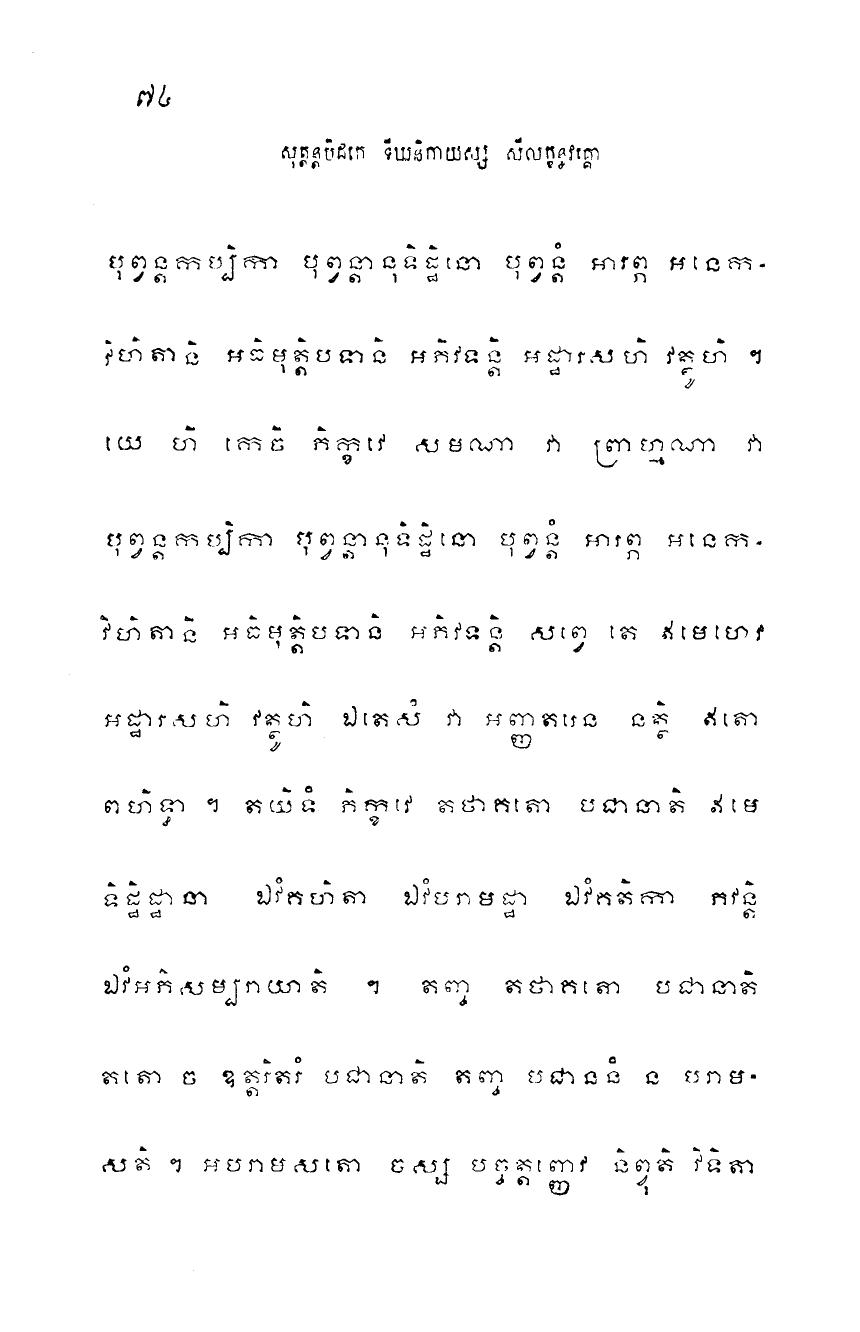 ៧៤
សុត្តន្តបិដកេ ទីឃនិកាយស្ស សីលក្ខន្ធវគ្គោ
បុព្វន្តកប្បិកា បុព្វន្តានុទិដ្ឋិនោ បុព្វន្តំ អារព្ភ អនេក-
វិហិតានិ អធិមុត្តិបទានិ អភិវទន្តិ អដ្ឋារសហិ វត្ថូហិ ។
យេ ហិ កេចិ ភិក្ខវេ សមណា វា ព្រាហ្មណា វា
បុព្វន្តកប្បិកា បុព្វន្តានុទិដ្ឋិនោ បុព្វន្តំ អារព្ភ អនេក-
វិហិតានិ អធិមុត្តិបទានិ អភិវទន្តិ សព្វេ តេ ឥមេហេវ
អដ្ឋារសហិ វត្ថូហិ ឯតេសំ វា អញ្ញតរេន នត្ថិ ឥតោ
ពហិទ្ធា ។ តយិទំ ភិក្ខវេ តថាគតោ បជានាតិ ឥមេ
ទិដ្ឋិដ្ឋានា ឯវំគហិតា ឯវំបរាមដ្ឋា ឯវំគតិកា ភវន្តិ
ឯវំអភិសម្បរាយាតិ ។ តញ្ច តថាគតោ បជានាតិ
តតោ ច ឧត្តរិតរំ បជានាតិ តញ្ច បជាននំ ន បរាម-
សតិ ។ អបរាមសតោ ចស្ស បច្ចត្តញ្ញេវ និព្វុតិ វិទិតា